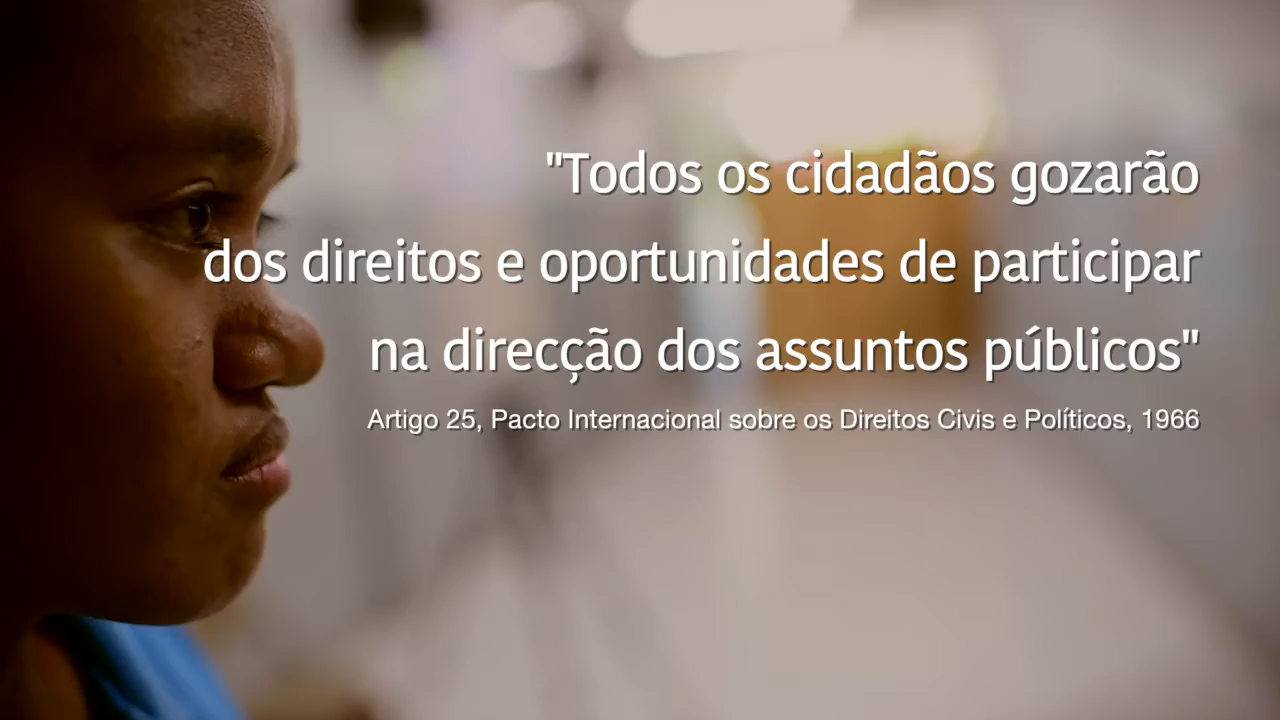 "Todos os cidadãos gozarão
dos direitos e oportunidades de participar
na direcção dos assuntos públicos"
Artigo 25, Pacto Internacional sobre os Direitos Civis e Políticos, 1966